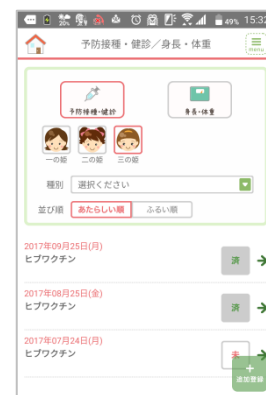 49% 15:32
予防接種・健診／身長・体重
menu
予防接種・健診
身長・体重
一の姫 二の姫 三の姫
種別 選択ください
並び順 あたらしい順 ふるい順
2017年09月25日(月)
ヒブワクチン
済
2017年08月25日(金)
ヒブワクチン
済
2017年07月24日(月)
ヒブワクチン
未
追加登録